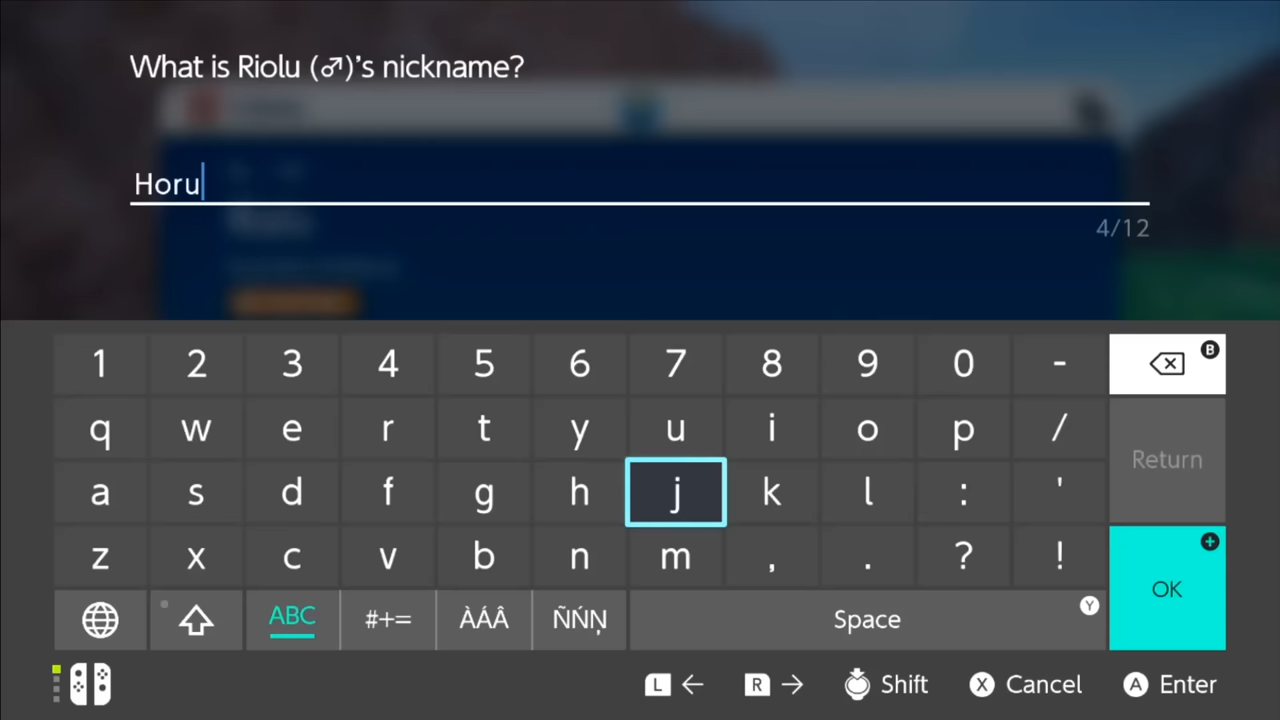 What is Riolu (♂)'s nickname?
Horu
4/12
1 2 3 4 5 6 7 8 9 0 -
B
q w e r t y u i o p /
Return
a s d f g h j k l : '
z x c v b n m , . ? !
+
OK
ABC #+= ÀÁÂ ÑŃŅ Space Y
L ← R → Shift X Cancel A Enter